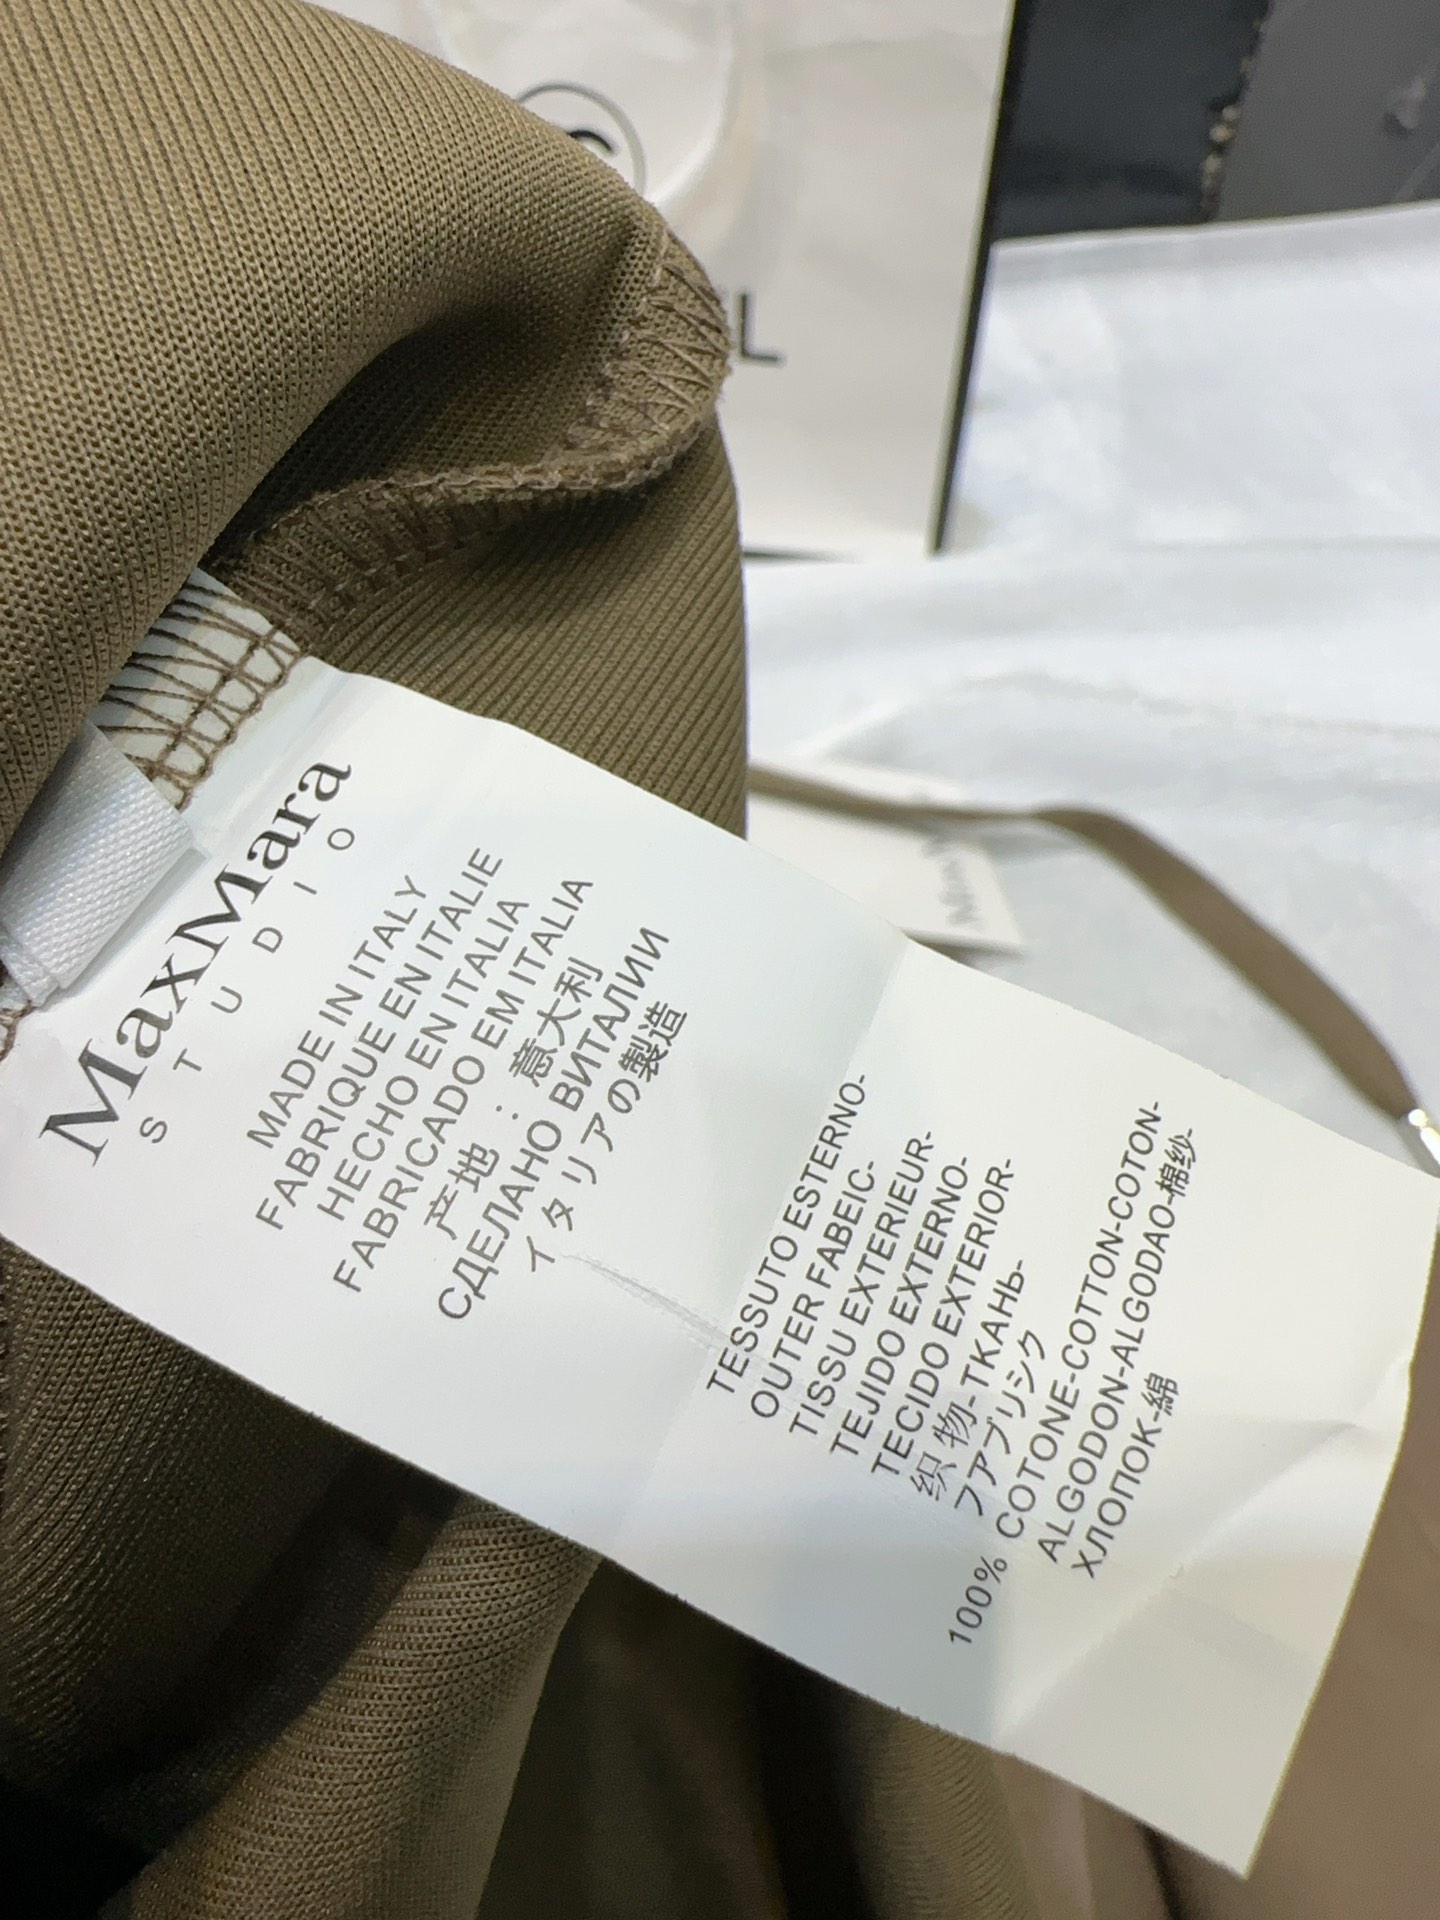 MaxMara
STUDIO
MADE IN ITALY
FABRIQUE EN ITALIE
HECHO EN ITALIA
FABRICADO EM ITALIA
产地：意大利
СДЕЛАНО ВИТАЛИИ
イタリアの製造
TESSUTO ESTERNO-
OUTER FABEIC-
TISSU EXTERIEUR-
TEJIDO EXTERNO-
TECIDO EXTERIOR-
织物-ТКАНЬ-
フアブリシク
100% COTONE-COTTON-COTON-
ALGODON-ALGODAO-棉纱-
ХЛОПОК-綿
L